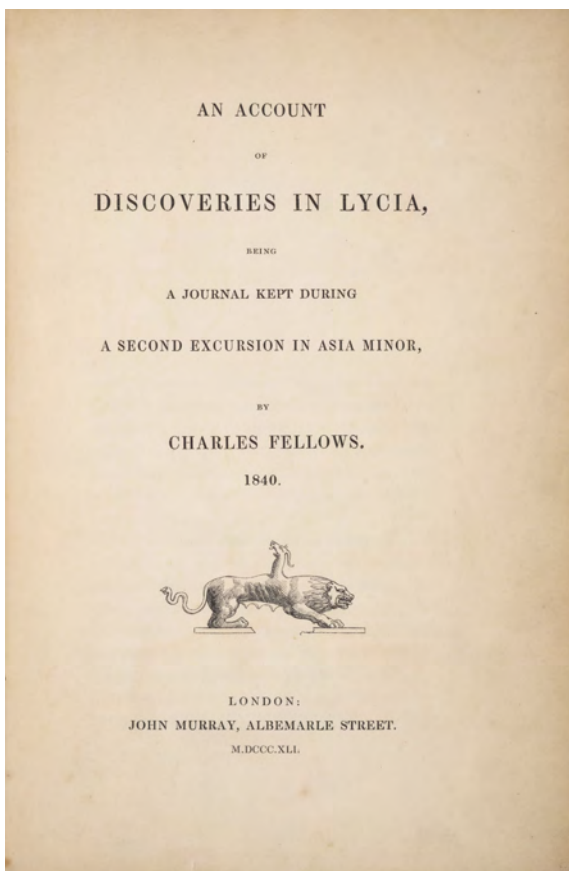 AN ACCOUNT
OF
DISCOVERIES IN LYCIA,
BEING
A JOURNAL KEPT DURING
A SECOND EXCURSION IN ASIA MINOR,
BY
CHARLES FELLOWS.
1840.
LONDON:
JOHN MURRAY, ALBEMARLE STREET.
M.DCCC.XLI.